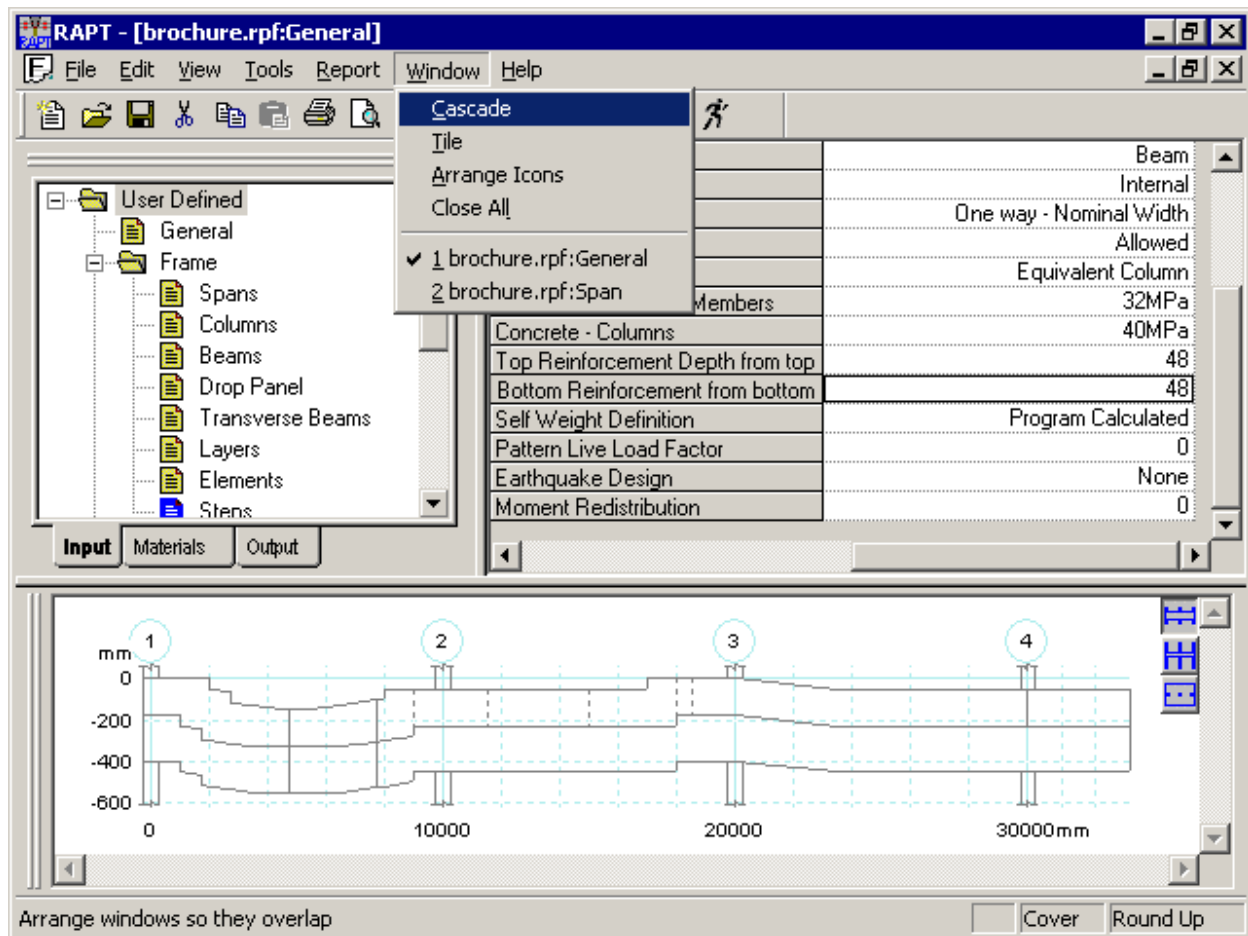 RAPT - [brochure.rpf:General]
File Edit View Tools Report Window Help
Cascade
Tile
Arrange Icons
Close All
1 brochure.rpf:General
2 brochure.rpf:Span
User Defined
General
Frame
Spans
Columns
Beams
Drop Panel
Transverse Beams
Layers
Elements
Steps
Input Materials Output
Beam
Internal
One way - Nominal Width
Allowed
Equivalent Column
Members 32MPa
Concrete - Columns 40MPa
Top Reinforcement Depth from top 48
Bottom Reinforcement from bottom 48
Self Weight Definition Program Calculated
Pattern Live Load Factor 0
Earthquake Design None
Moment Redistribution 0
1 2 3 4
mm
0
-200
-400
-600
0 10000 20000 30000mm
Arrange windows so they overlap Cover Round Up